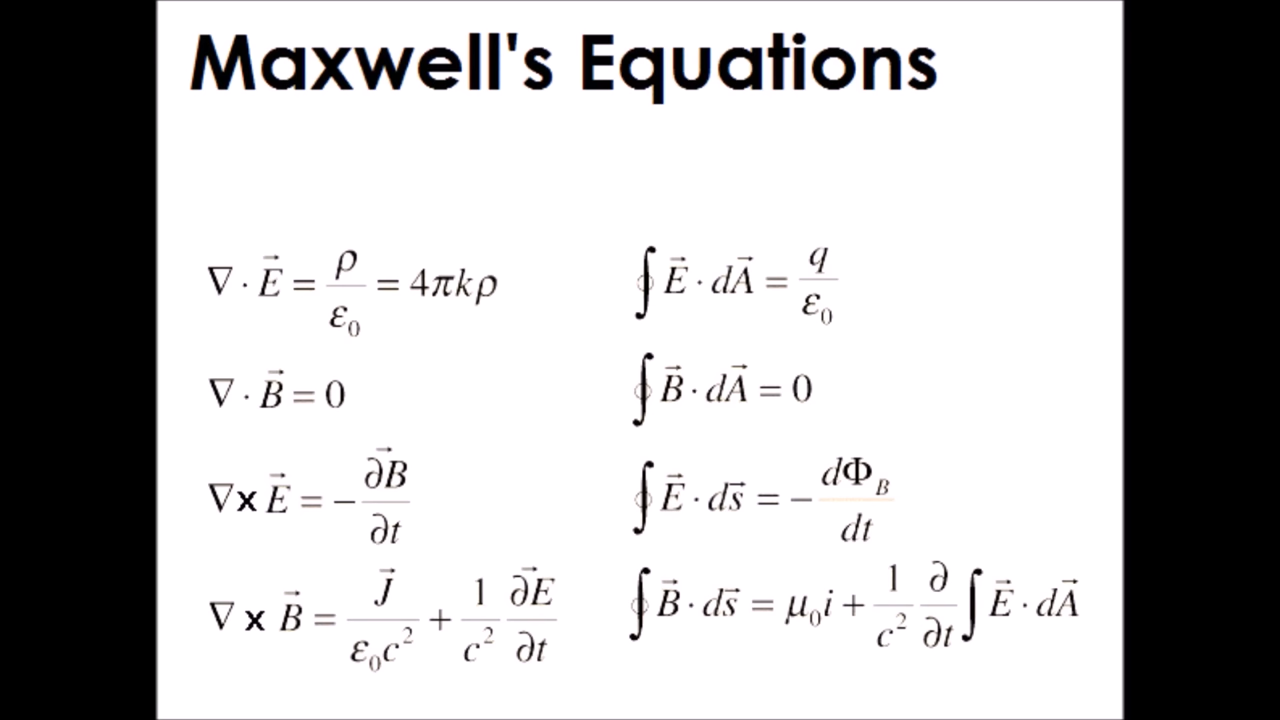 Maxwell's Equations
∇ · E⃗ = ρ/ε₀ = 4πkρ
∮ E⃗ · dA⃗ = q/ε₀
∇ · B⃗ = 0
∮ B⃗ · dA⃗ = 0
∇ x E⃗ = − ∂B⃗/∂t
∮ E⃗ · ds⃗ = − dΦ_B/dt
∇ x B⃗ = J⃗/(ε₀c²) + 1/c² ∂E⃗/∂t
∮ B⃗ · ds⃗ = μ₀i + 1/c² ∂/∂t ∫ E⃗ · dA⃗